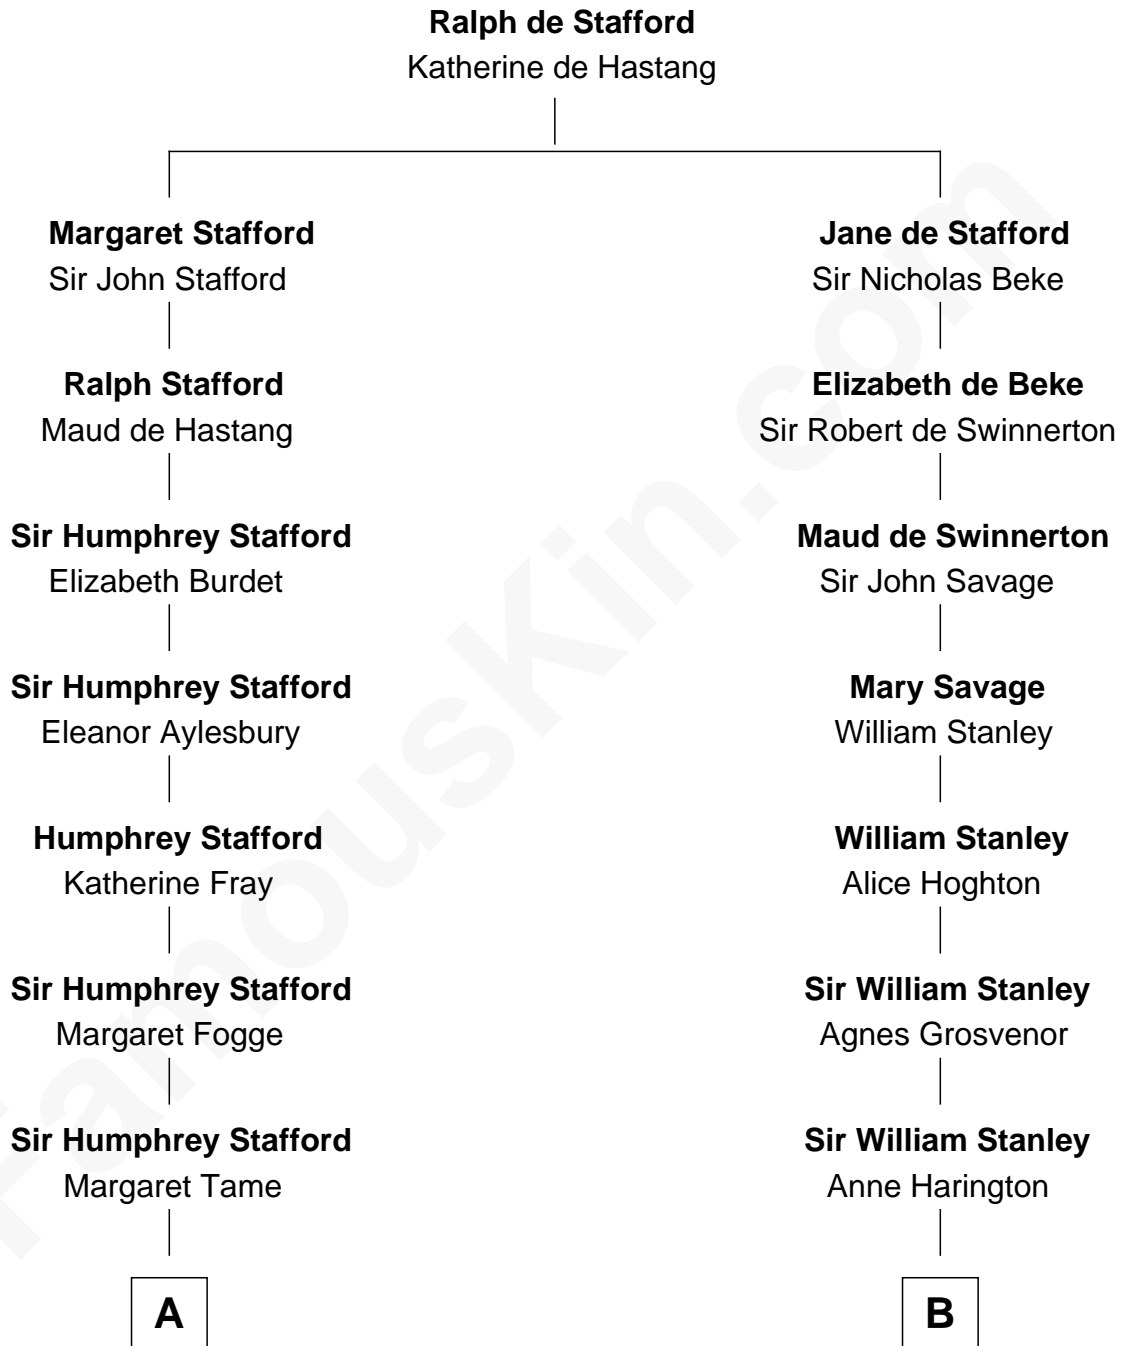 Ralph de Stafford
Katherine de Hastang
Margaret Stafford
Sir John Stafford
Jane de Stafford
Sir Nicholas Beke
Ralph Stafford
Maud de Hastang
Elizabeth de Beke
Sir Robert de Swinnerton
Sir Humphrey Stafford
Elizabeth Burdet
Maud de Swinnerton
Sir John Savage
Sir Humphrey Stafford
Eleanor Aylesbury
Mary Savage
William Stanley
Humphrey Stafford
Katherine Fray
William Stanley
Alice Hoghton
Sir Humphrey Stafford
Margaret Fogge
Sir William Stanley
Agnes Grosvenor
Sir Humphrey Stafford
Margaret Tame
Sir William Stanley
Anne Harington
A
B
FamousKin.com